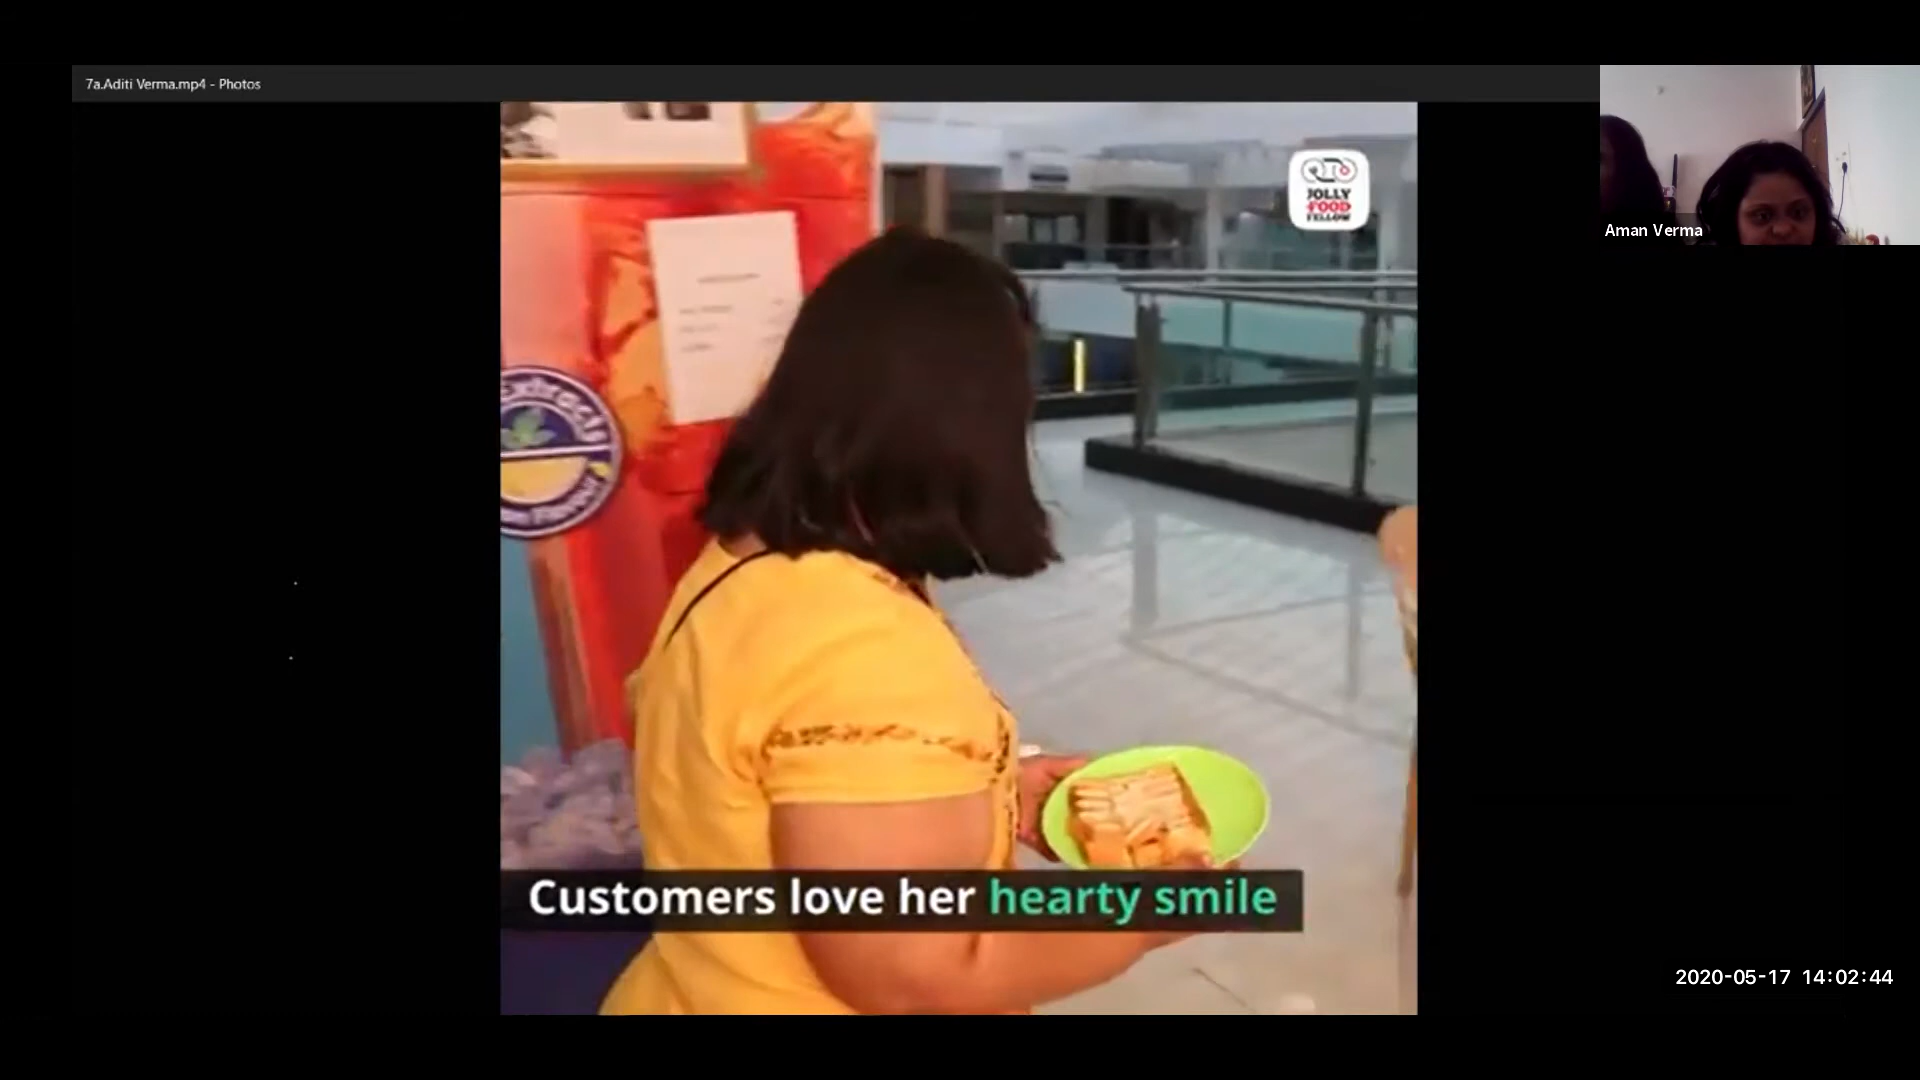 7a.Aditi Verma.mp4 - Photos
JOLLY
FOOD
FELLOW
Aman Verma
Extracts
Customers love her hearty smile
2020-05-17 14:02:44